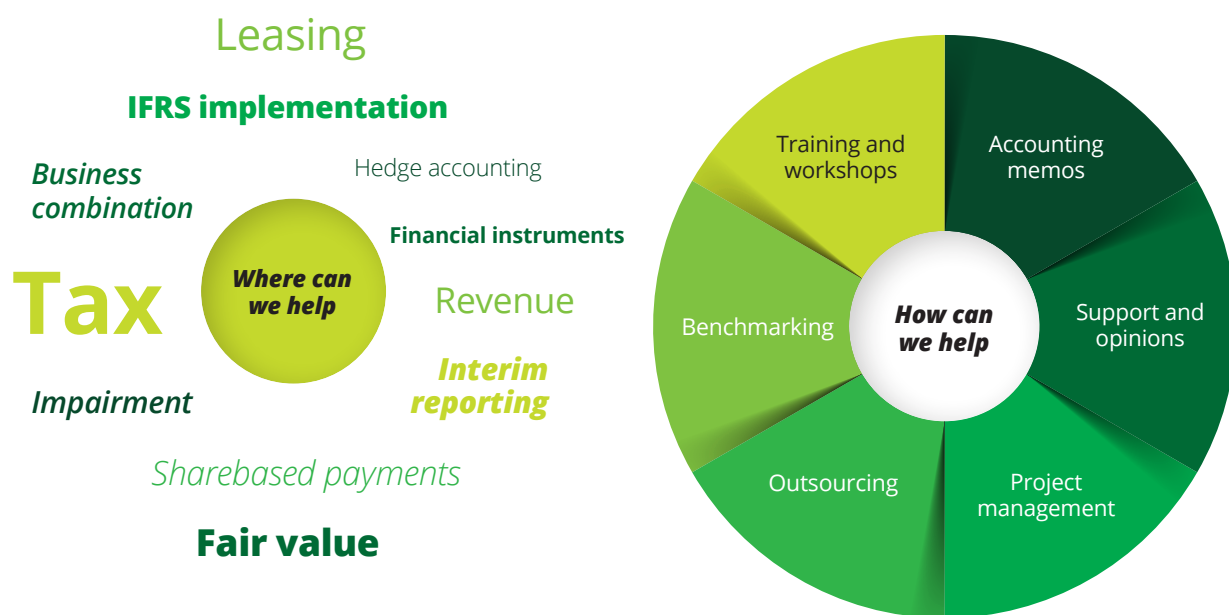 Leasing
IFRS implementation
Business
combination
Hedge accounting
Financial instruments
Where can
we help
Tax
Revenue
Interim
reporting
Impairment
Sharebased payments
Fair value
Training and
workshops
Accounting
memos
Benchmarking
How can
we help
Support and
opinions
Outsourcing
Project
management